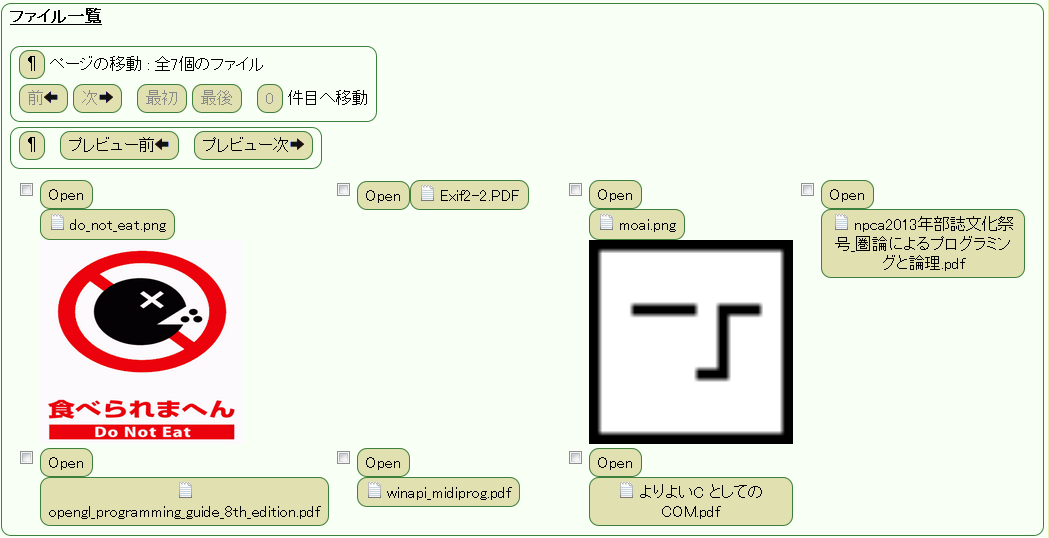 ファイル一覧
¶ ページの移動 : 全7個のファイル
前⬅ 次➡ 最初 最後 0 件目へ移動
¶ プレビュー前⬅ プレビュー次➡
Open
do_not_eat.png
食べられまへん
Do Not Eat
Open Exif2-2.PDF
Open
moai.png
Open
npca2013年部誌文化祭
号_圏論によるプログラミン
グと論理.pdf
Open
opengl_programming_guide_8th_edition.pdf
Open
winapi_midiprog.pdf
Open
よりよいC としての
COM.pdf